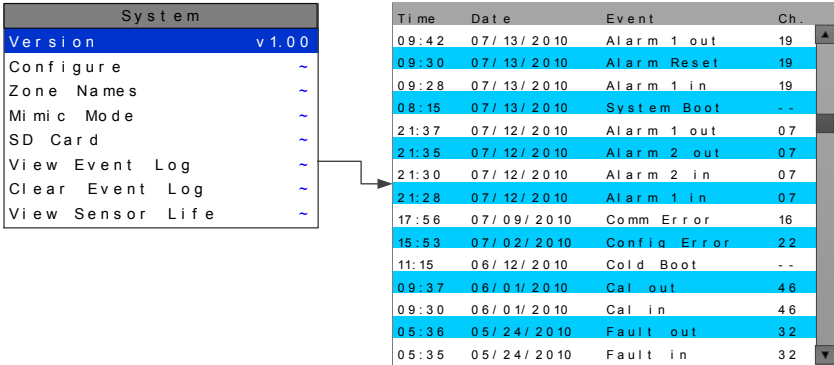 System
Version v1.00
Configure ~
Zone Names ~
Mimic Mode ~
SD Card ~
View Event Log ~
Clear Event Log ~
View Sensor Life ~
Time Date Event Ch.
09:42 07/13/2010 Alarm 1 out 19
09:30 07/13/2010 Alarm Reset 19
09:28 07/13/2010 Alarm 1 in 19
08:15 07/13/2010 System Boot --
21:37 07/12/2010 Alarm 1 out 07
21:35 07/12/2010 Alarm 2 out 07
21:30 07/12/2010 Alarm 2 in 07
21:28 07/12/2010 Alarm 1 in 07
17:56 07/09/2010 Comm Error 16
15:53 07/02/2010 Config Error 22
11:15 06/12/2010 Cold Boot --
09:37 06/01/2010 Cal out 46
09:30 06/01/2010 Cal in 46
05:36 05/24/2010 Fault out 32
05:35 05/24/2010 Fault in 32